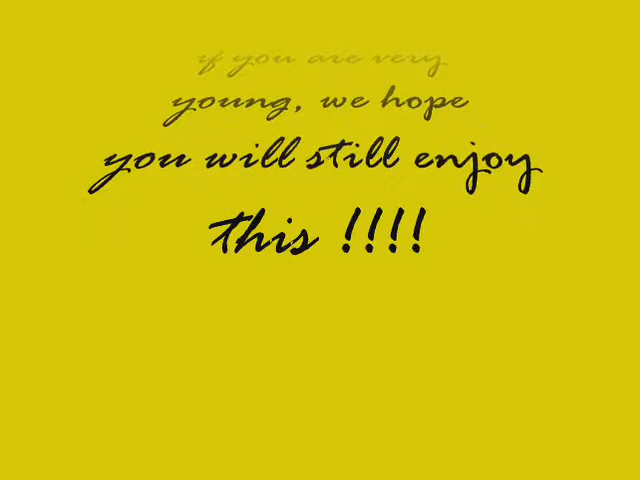 if you are very
young, we hope
you will still enjoy
this !!!!